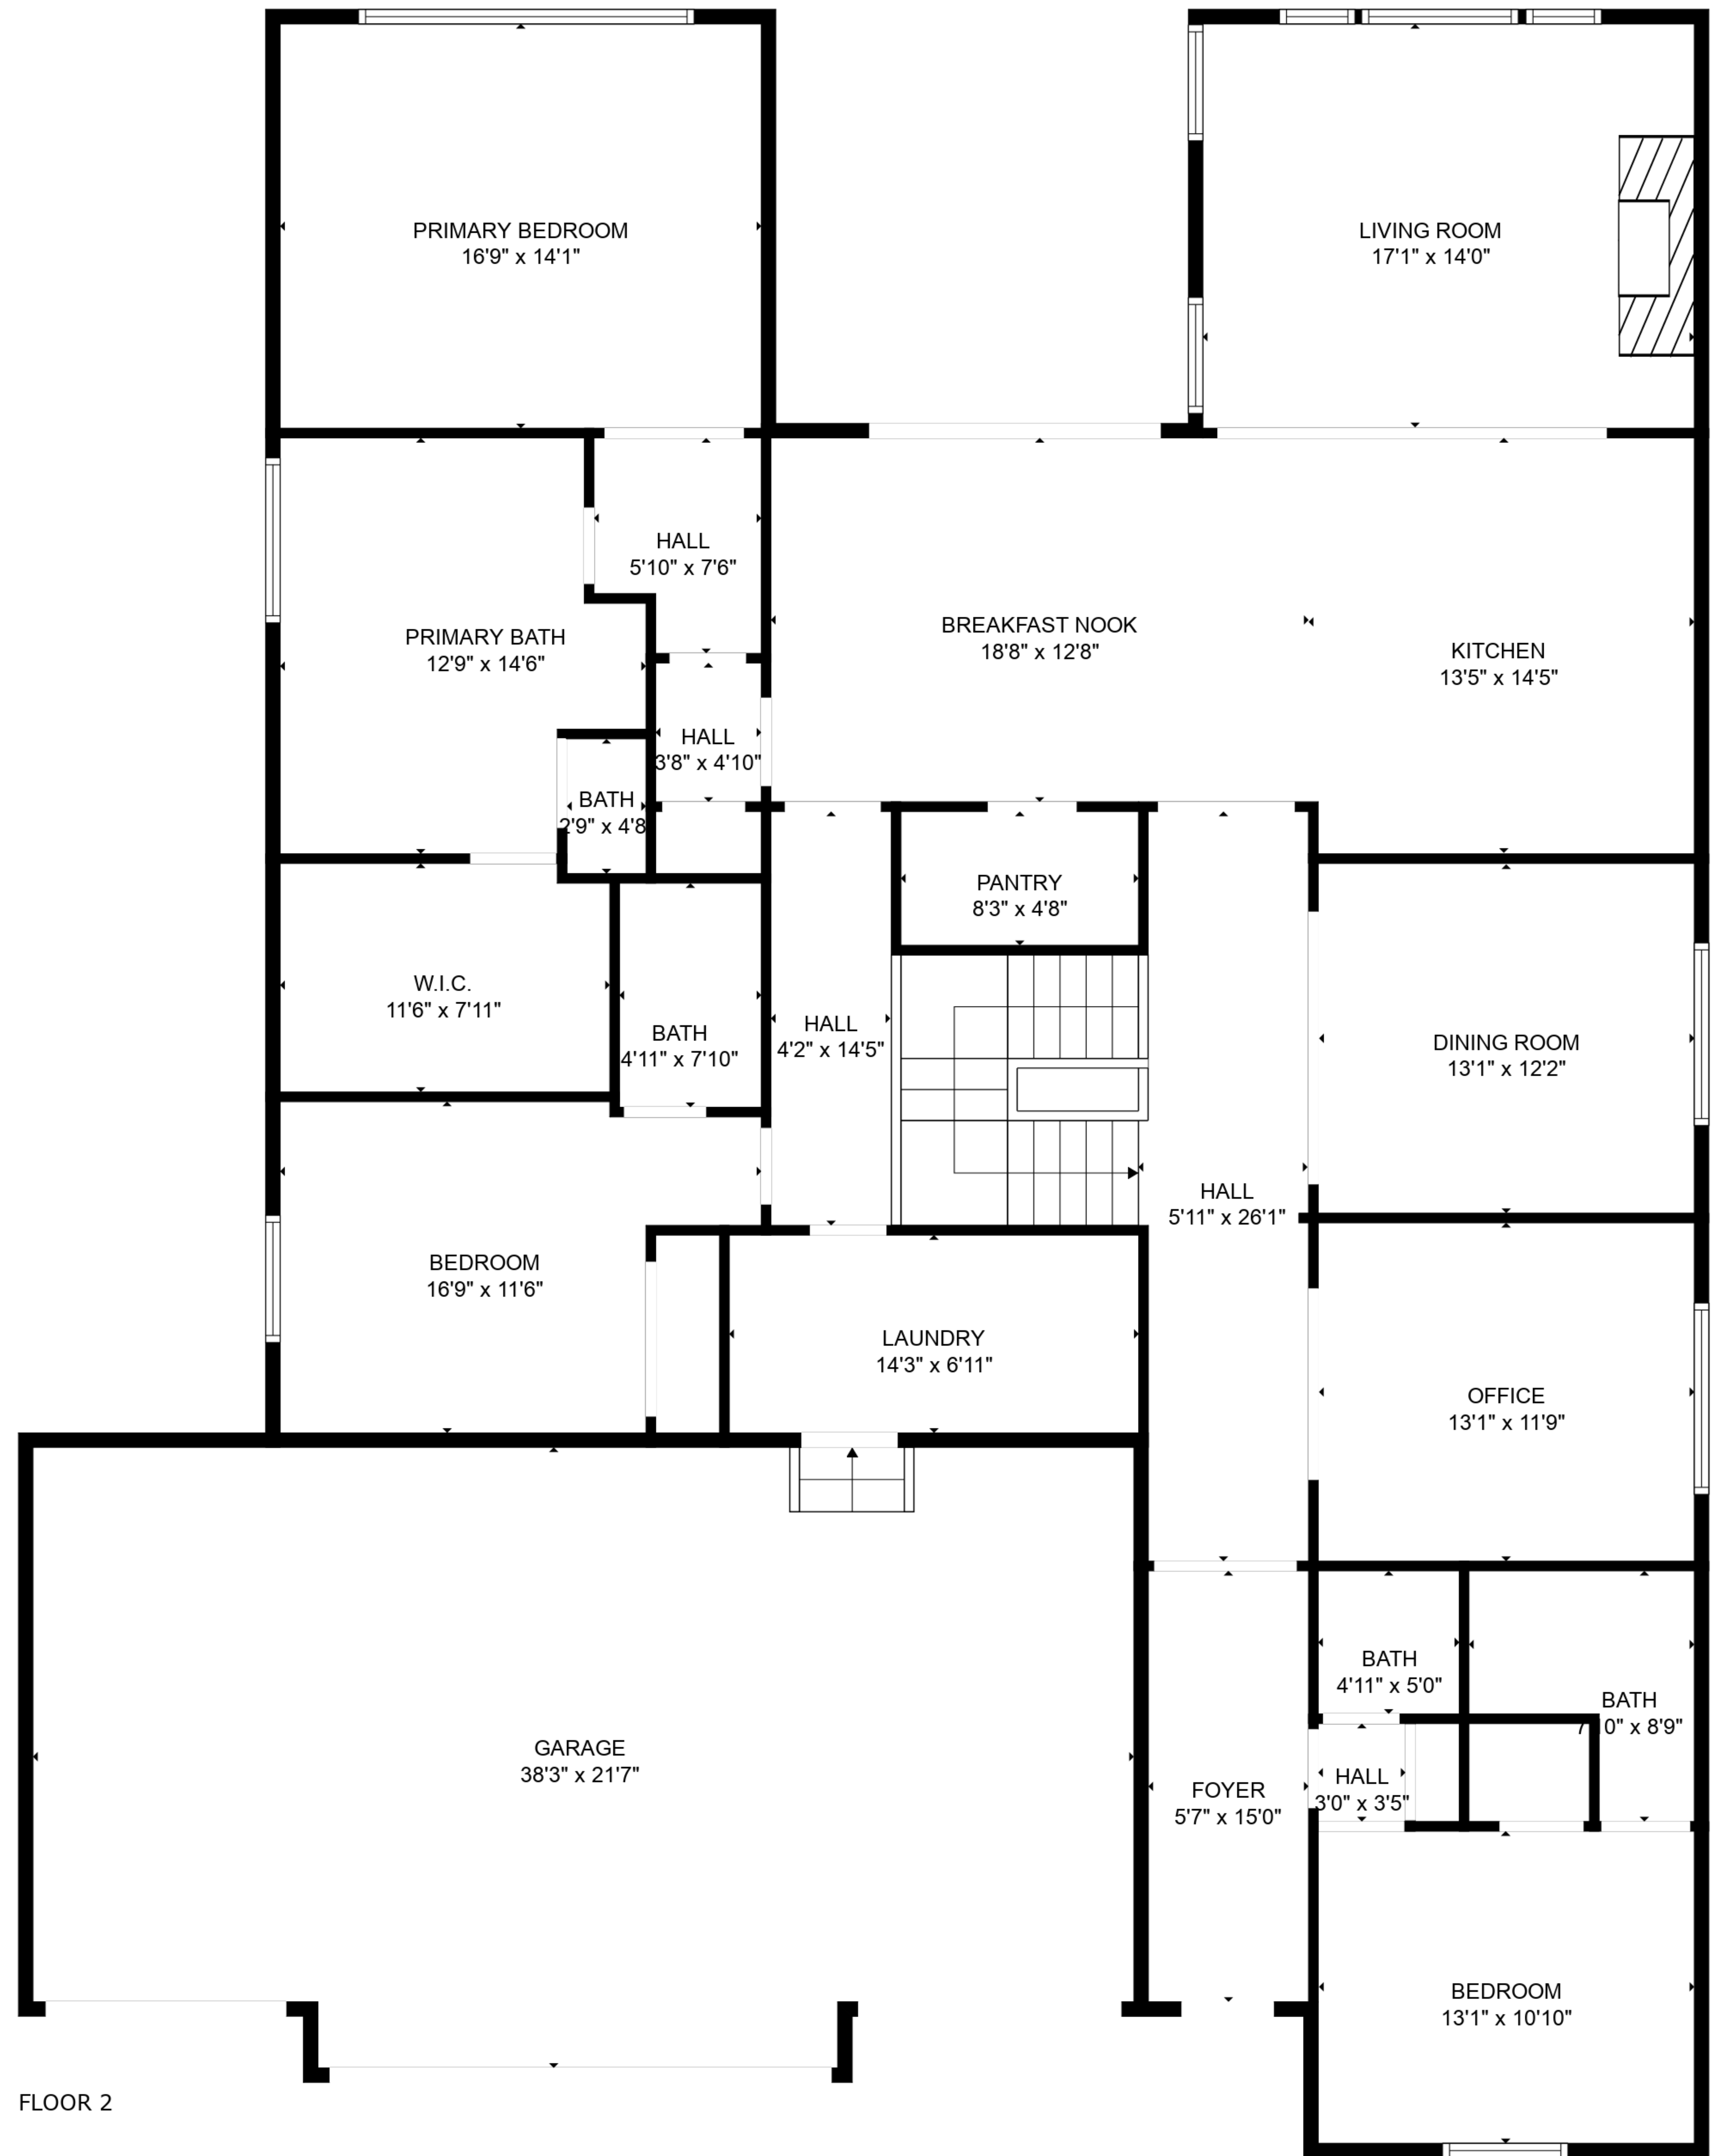 PRIMARY BEDROOM
16'9" x 14'1"
LIVING ROOM
17'1" x 14'0"
HALL
5'10" x 7'6"
PRIMARY BATH
12'9" x 14'6"
BREAKFAST NOOK
18'8" x 12'8"
KITCHEN
13'5" x 14'5"
HALL
3'8" x 4'10"
BATH
2'9" x 4'8
PANTRY
8'3" x 4'8"
W.I.C.
11'6" x 7'11"
BATH
4'11" x 7'10"
HALL
4'2" x 14'5"
DINING ROOM
13'1" x 12'2"
HALL
5'11" x 26'1"
BEDROOM
16'9" x 11'6"
LAUNDRY
14'3" x 6'11"
OFFICE
13'1" x 11'9"
BATH
4'11" x 5'0"
BATH
x 8'9"
GARAGE
38'3" x 21'7"
FOYER
5'7" x 15'0"
HALL
3'0" x 3'5"
BEDROOM
13'1" x 10'10"
FLOOR 2